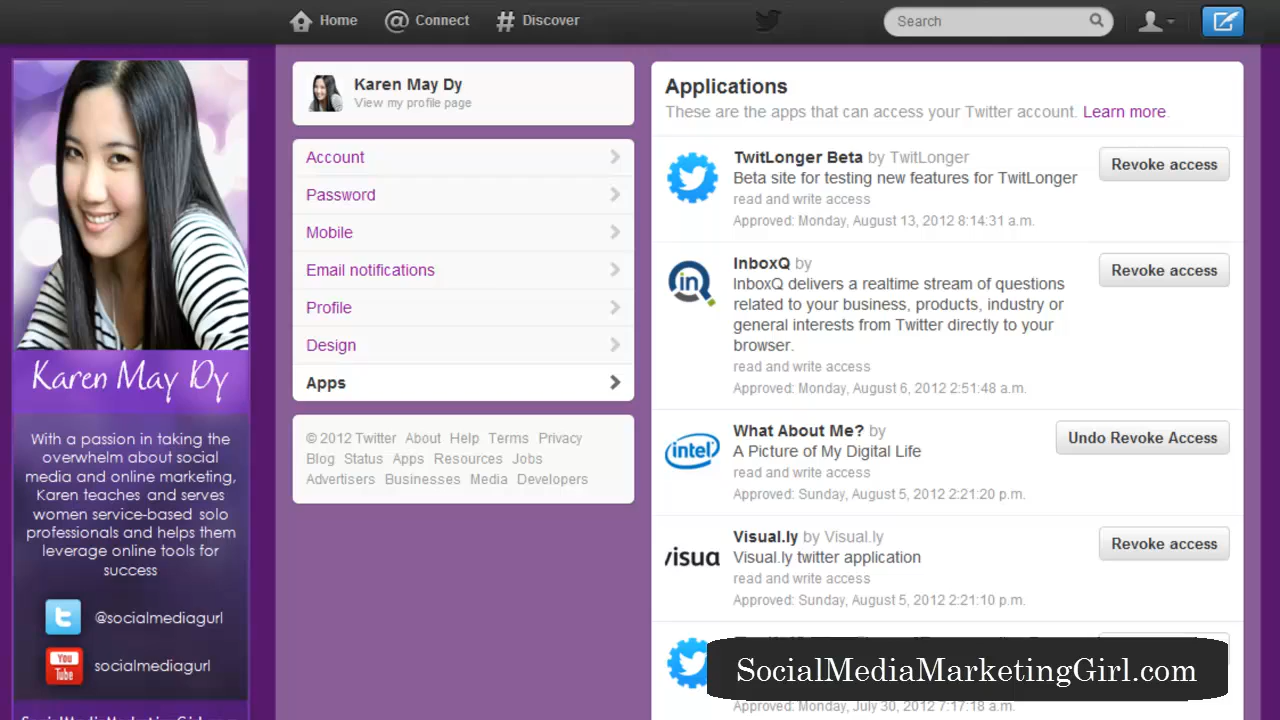 Home Connect Discover Search
Karen May Dy
View my profile page
Account
Password
Mobile
Email notifications
Profile
Design
Apps
© 2012 Twitter About Help Terms Privacy
Blog Status Apps Resources Jobs
Advertisers Businesses Media Developers
Karen May Dy
With a passion in taking the
overwhelm about social
media and online marketing,
Karen teaches and serves
women service-based solo
professionals and helps them
leverage online tools for
success
@socialmediagurl
You
Tube
socialmediagurl
Applications
These are the apps that can access your Twitter account. Learn more.
TwitLonger Beta by TwitLonger
Beta site for testing new features for TwitLonger
read and write access
Approved: Monday, August 13, 2012 8:14:31 a.m.
Revoke access
inQ
InboxQ by
InboxQ delivers a realtime stream of questions
related to your business, products, industry or
general interests from Twitter directly to your
browser.
read and write access
Approved: Monday, August 6, 2012 2:51:48 a.m.
Revoke access
intel
What About Me? by
A Picture of My Digital Life
read and write access
Approved: Sunday, August 5, 2012 2:21:20 p.m.
Undo Revoke Access
visua
Visual.ly by Visual.ly
Visual.ly twitter application
read and write access
Approved: Sunday, August 5, 2012 2:21:10 p.m.
Revoke access
SocialMediaMarketingGirl.com
Approved: Monday, July 30, 2012 7:17:18 a.m.